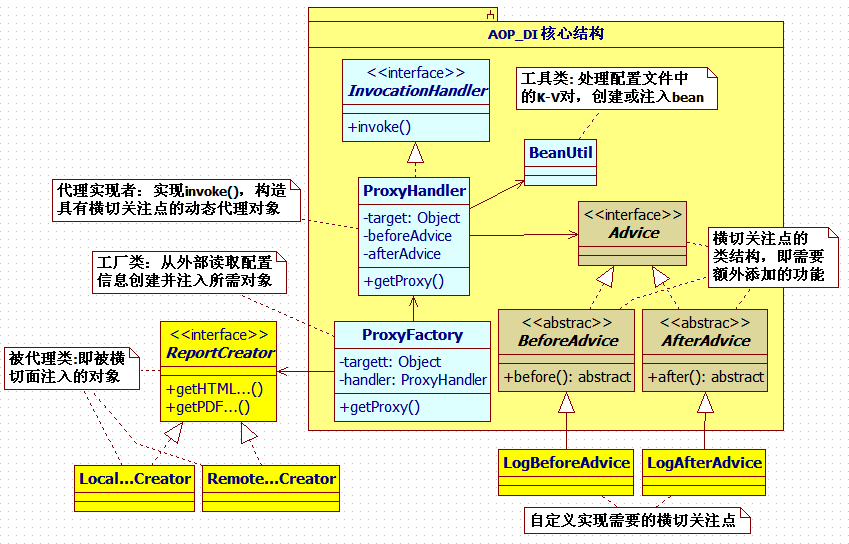 AOP_DI 核心结构
<<interface>>
InvocationHandler
+invoke()
工具类: 处理配置文件中
的K-V对，创建或注入bean
BeanUtil
代理实现者：实现invoke()，构造
具有横切关注点的动态代理对象
ProxyHandler
-target: Object
-beforeAdvice
-afterAdvice
+getProxy()
<<interface>>
Advice
横切关注点的
类结构，即需要
额外添加的功能
工厂类：从外部读取配置
信息创建并注入所需对象
<<interface>>
ReportCreator
+getHTML...()
+getPDF...()
ProxyFactory
-targett: Object
-handler: ProxyHandler
+getProxy()
<<abstrac>>
BeforeAdvice
+before(): abstract
<<abstrac>>
AfterAdvice
+after(): abstract
被代理类:即被横
切面注入的对象
Local...Creator
Remote...Creator
LogBeforeAdvice
LogAfterAdvice
自定义实现需要的横切关注点